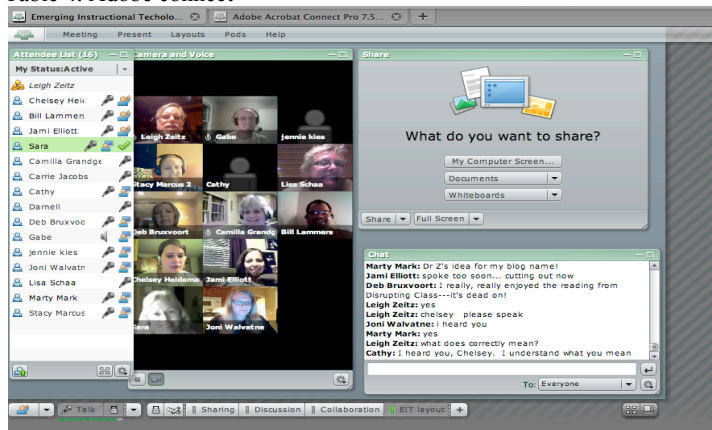 Table 4. Adobe connect
Emerging Instructional Techolo...
Adobe Acrobat Connect Pro 7.5...
Meeting Present Layouts Pods Help
Attendee List (16)
My Status:Active
Leigh Zeitz
Chelsey Heid
Bill Lammers
Jami Elliott
Sara
Camilla Grandge
Carrie Jacobs
Cathy
Darnell
Deb Bruxvoo
Gabe
jennie kies
Joni Walvatn
Lisa Schaa
Marty Mark
Stacy Marcus
Camera and Voice
Leigh Zeitz
Gabe
jennie kies
Stacy Marcus 2
Cathy
Lisa Schaa
Deb Bruxvoort
Camilla Grandg
Bill Lammers
Chelsey Heidema
Jami Elliott
Sara
Joni Walvatne
Share
What do you want to share?
My Computer Screen...
Documents
Whiteboards
Share
Full Screen
Chat
Marty Mark: Dr Z's idea for my blog name!
Jami Elliott: spoke too soon... cutting out now
Deb Bruxvoort: I really, really enjoyed the reading from
Disrupting Class---it's dead on!
Leigh Zeitz: yes
Leigh Zeitz: chelsey please speak
Joni Walvatne: i heard you
Marty Mark: yes
Leigh Zeitz: what does correctly mean?
Cathy: I heard you, Chelsey. I understand what you mean
To: Everyone
Talk
Sharing
Discussion
Collaboration
EIT layout